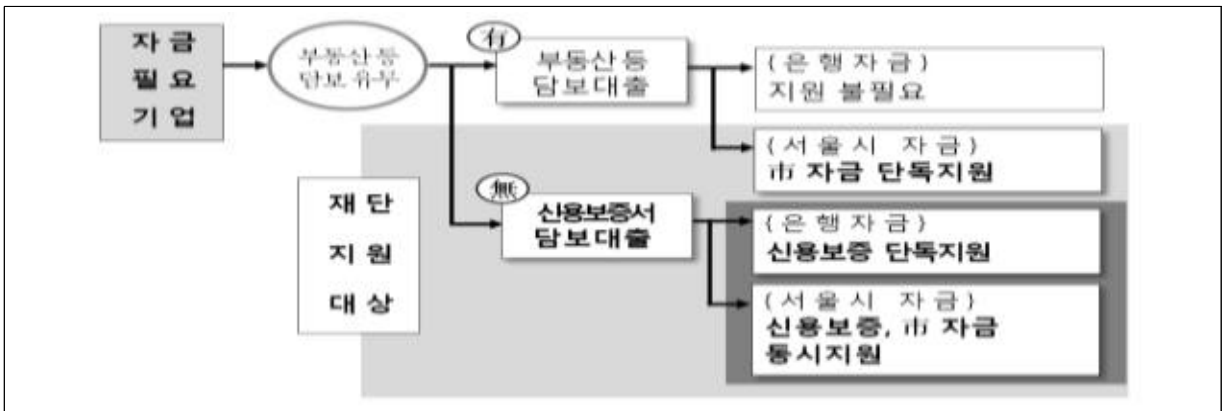 자금
필요
기업
부동산 등
담보 유무
有
부동산 등
담보대출
(은행자금)
지원 불필요
(서울시 자금)
市 자금 단독지원
재단
지원
대상
無
신용보증서
담보대출
(은행자금)
신용보증 단독지원
(서울시 자금)
신용보증, 市 자금
동시지원